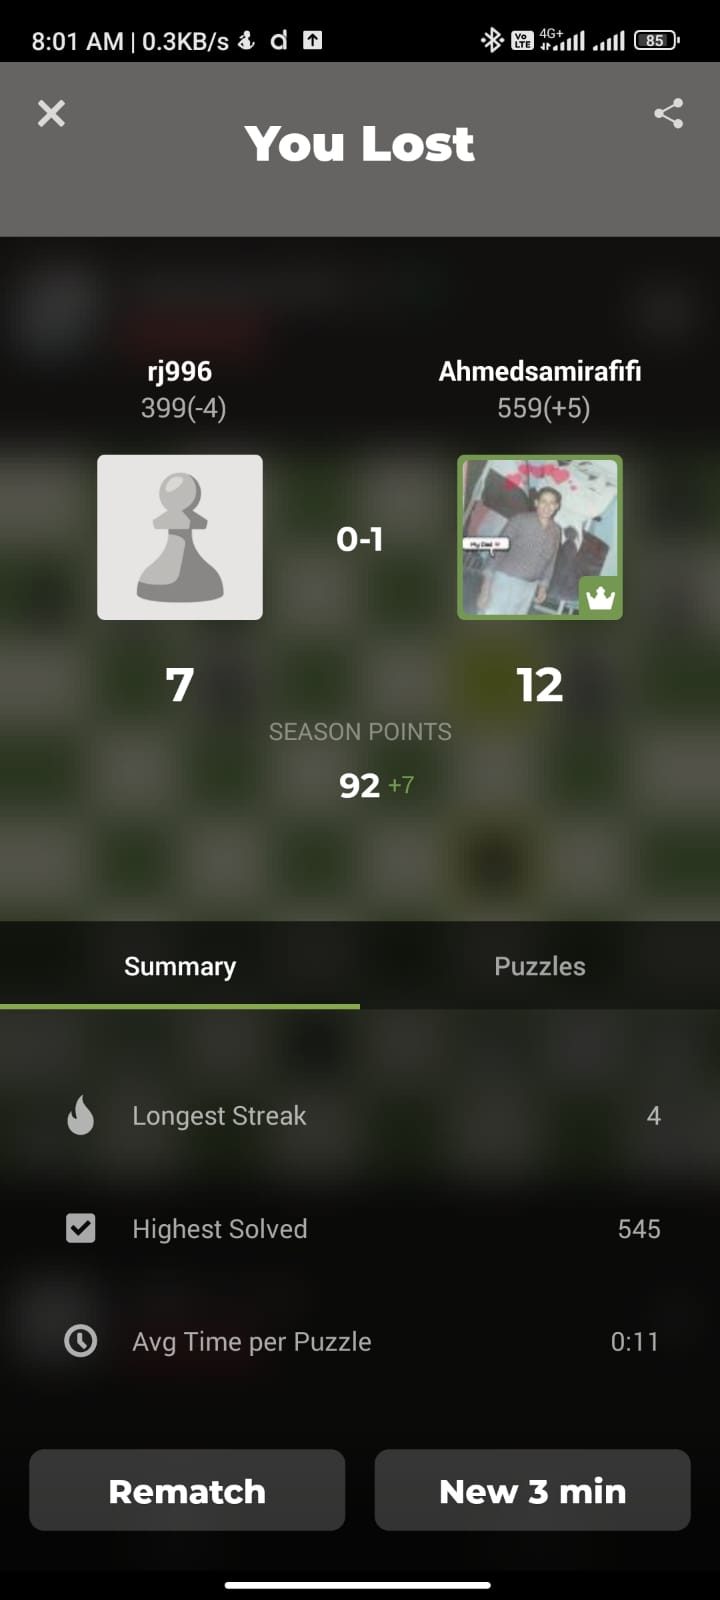 8:01 AM | 0.3KB/s
4G+
Vo LTE
85
You Lost
rj996
Ahmedsamirafifi
399(-4)
559(+5)
0-1
7
12
SEASON POINTS
92 +7
Summary
Puzzles
Longest Streak
4
Highest Solved
545
Avg Time per Puzzle
0:11
Rematch
New 3 min